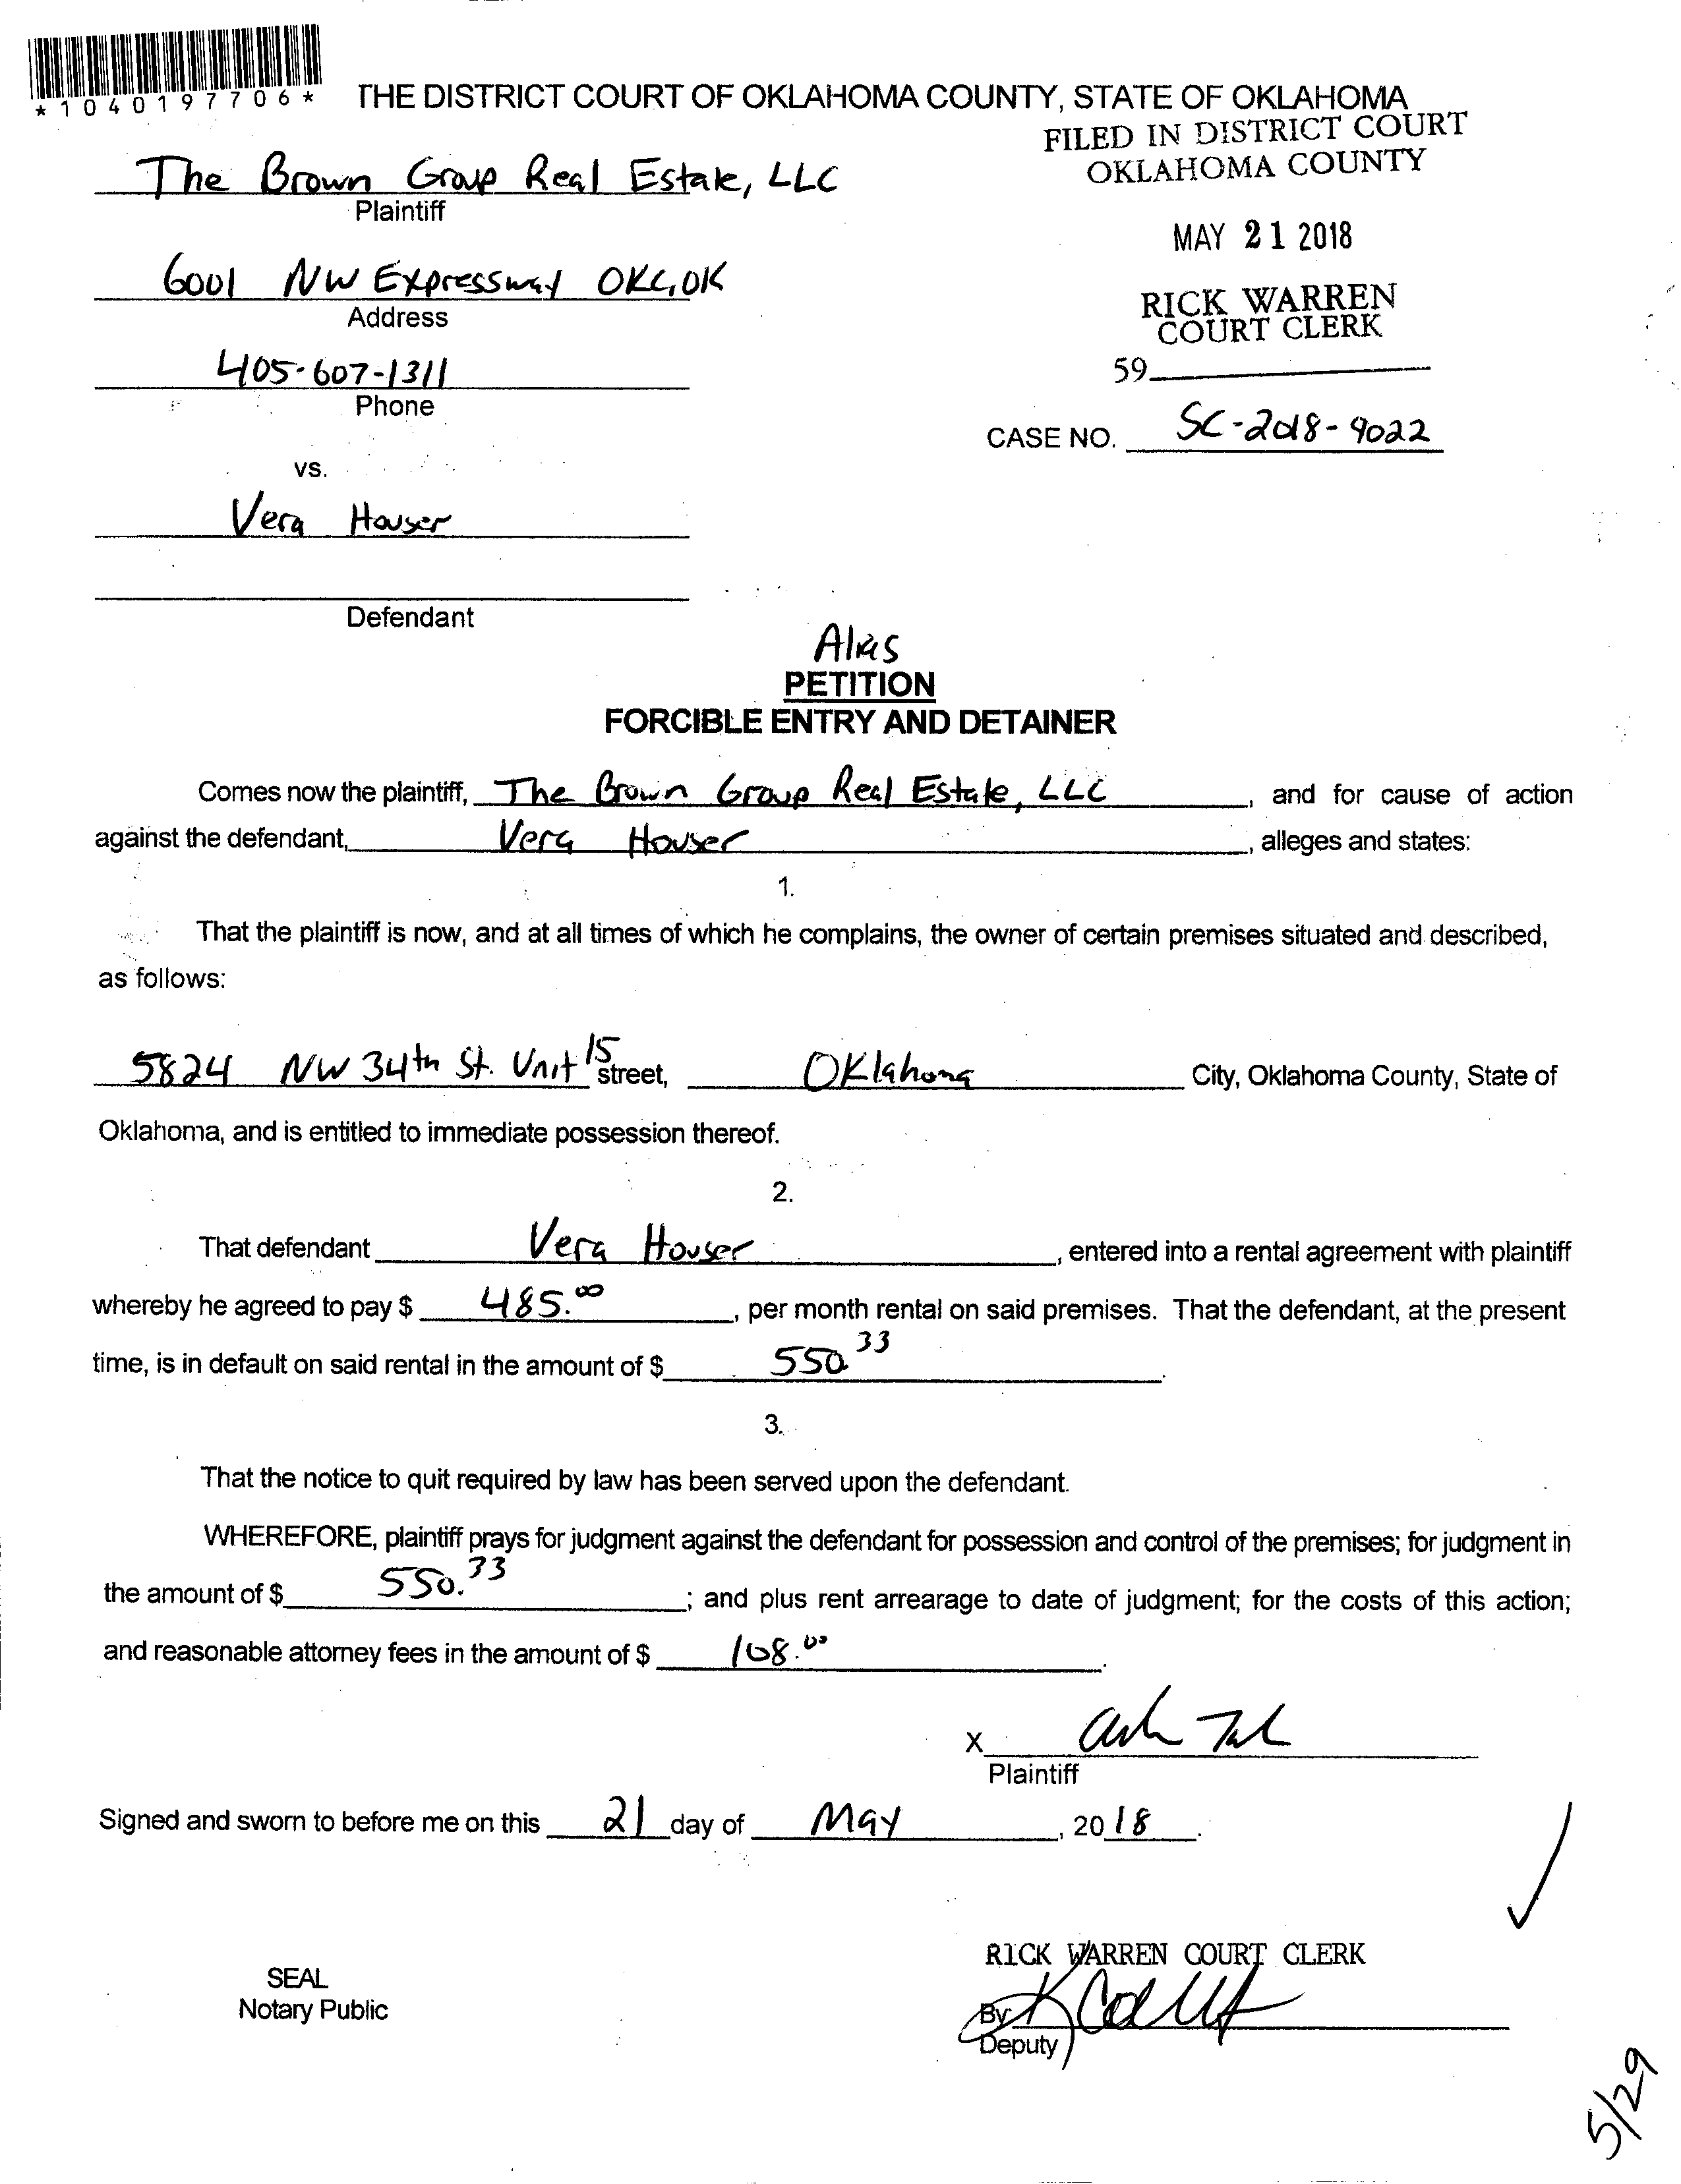 *1040197706*
THE DISTRICT COURT OF OKLAHOMA COUNTY, STATE OF OKLAHOMA
FILED IN DISTRICT COURT
OKLAHOMA COUNTY
The Brown Group Real Estate, LLC
Plaintiff
MAY 21 2018
6001 NW Expressway OKC, OK
Address
RICK WARREN
COURT CLERK
405-607-1311
Phone
59
CASE NO. SC-2018-9022
vs.
Vera Houser
Defendant
Alias
PETITION
FORCIBLE ENTRY AND DETAINER
Comes now the plaintiff, The Brown Group Real Estate, LLC, and for cause of action
against the defendant, Vera Houser, alleges and states:
1.
That the plaintiff is now, and at all times of which he complains, the owner of certain premises situated and described,
as follows:
5824 NW 34th St. Unit 15 street, Oklahoma City, Oklahoma County, State of
Oklahoma, and is entitled to immediate possession thereof.
2.
That defendant Vera Houser, entered into a rental agreement with plaintiff
whereby he agreed to pay $ 485.00, per month rental on said premises. That the defendant, at the present
time, is in default on said rental in the amount of $ 550.33.
3.
That the notice to quit required by law has been served upon the defendant.
WHEREFORE, plaintiff prays for judgment against the defendant for possession and control of the premises; for judgment in
the amount of $ 550.33; and plus rent arrearage to date of judgment; for the costs of this action;
and reasonable attorney fees in the amount of $ 108.00.
X
Plaintiff
Signed and sworn to before me on this 21 day of May, 2018.
RICK WARREN COURT CLERK
SEAL
Notary Public
By
Deputy
5/29